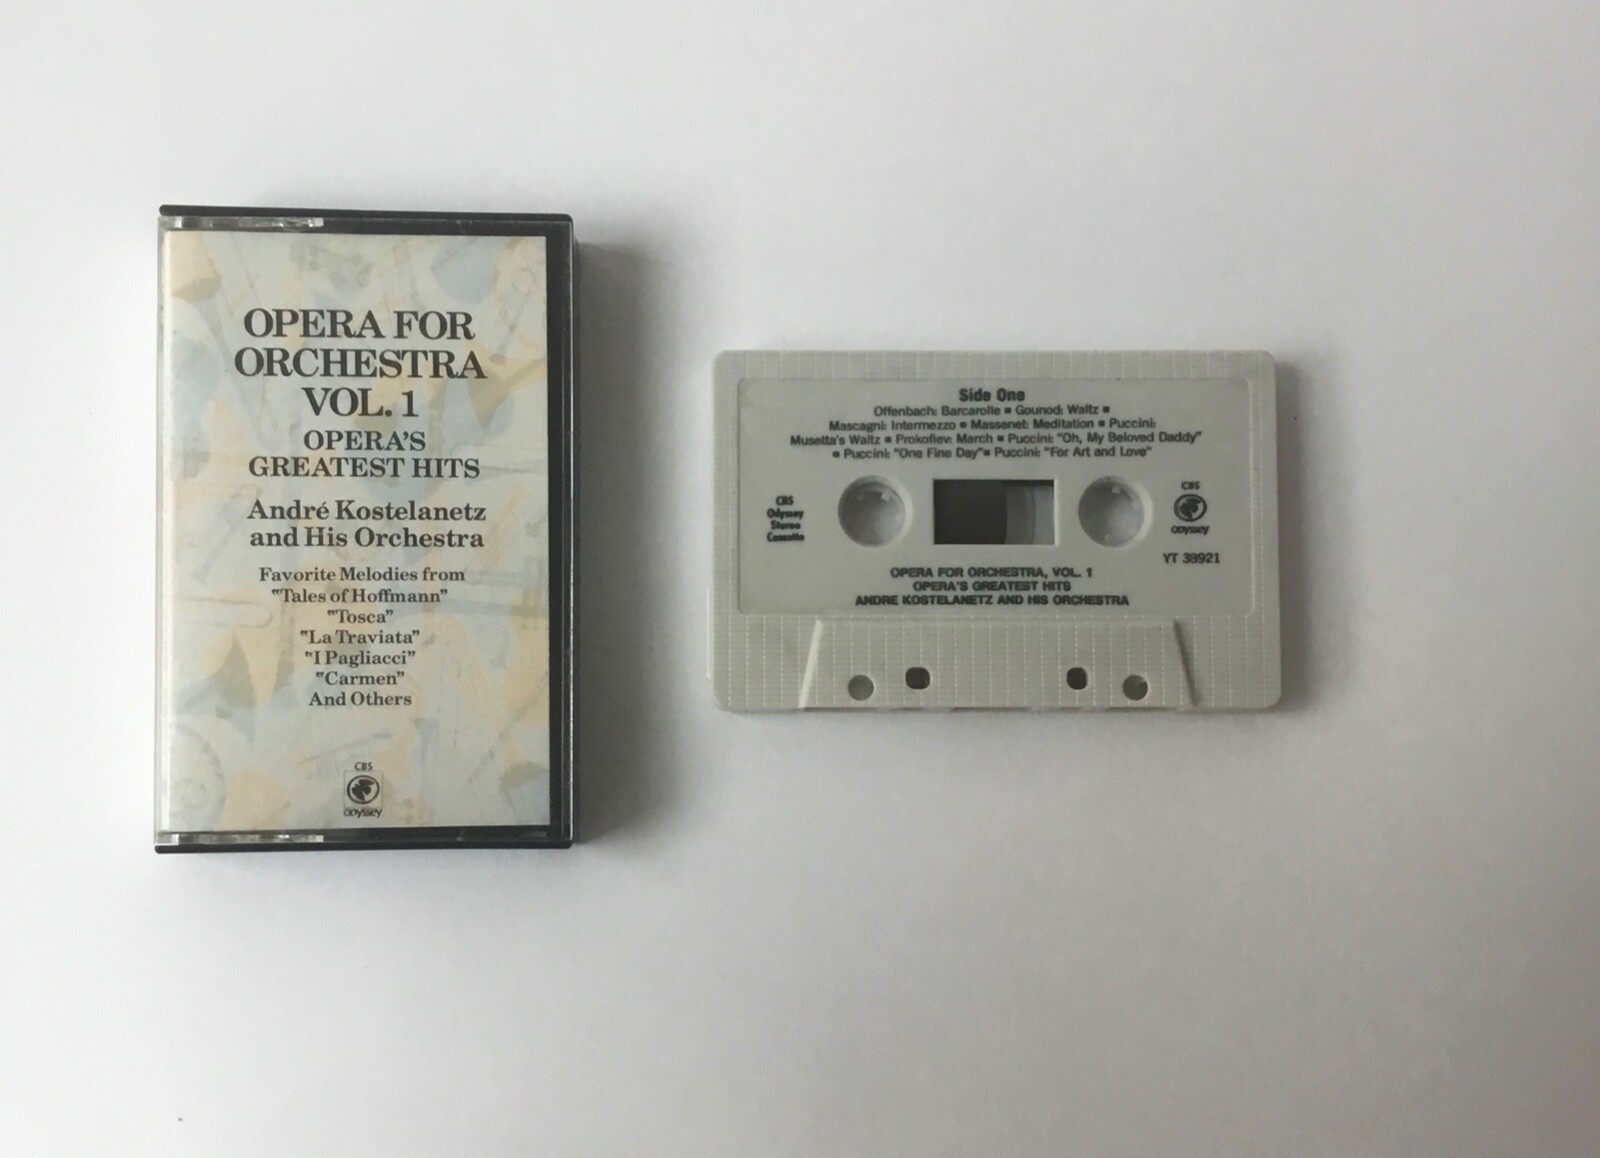 OPERA FOR
ORCHESTRA
VOL. 1
OPERA'S
GREATEST HITS
André Kostelanetz
and His Orchestra
Favorite Melodies from
"Tales of Hoffmann"
"Tosca"
"La Traviata"
"I Pagliacci"
"Carmen"
And Others
CBS
odyssey
Side One
Offenbach: Barcarolle ■ Gounod: Waltz ■
Mascagni: Intermezzo ■ Massenet: Meditation ■ Puccini:
Musetta's Waltz ■ Prokofiev: March ■ Puccini: "Oh, My Beloved Daddy"
■ Puccini: "One Fine Day" ■ Puccini: "For Art and Love"
CBS
Odyssey
Stereo
Cassette
CBS
odyssey
YT 38921
OPERA FOR ORCHESTRA, VOL. 1
OPERA'S GREATEST HITS
ANDRE KOSTELANETZ AND HIS ORCHESTRA